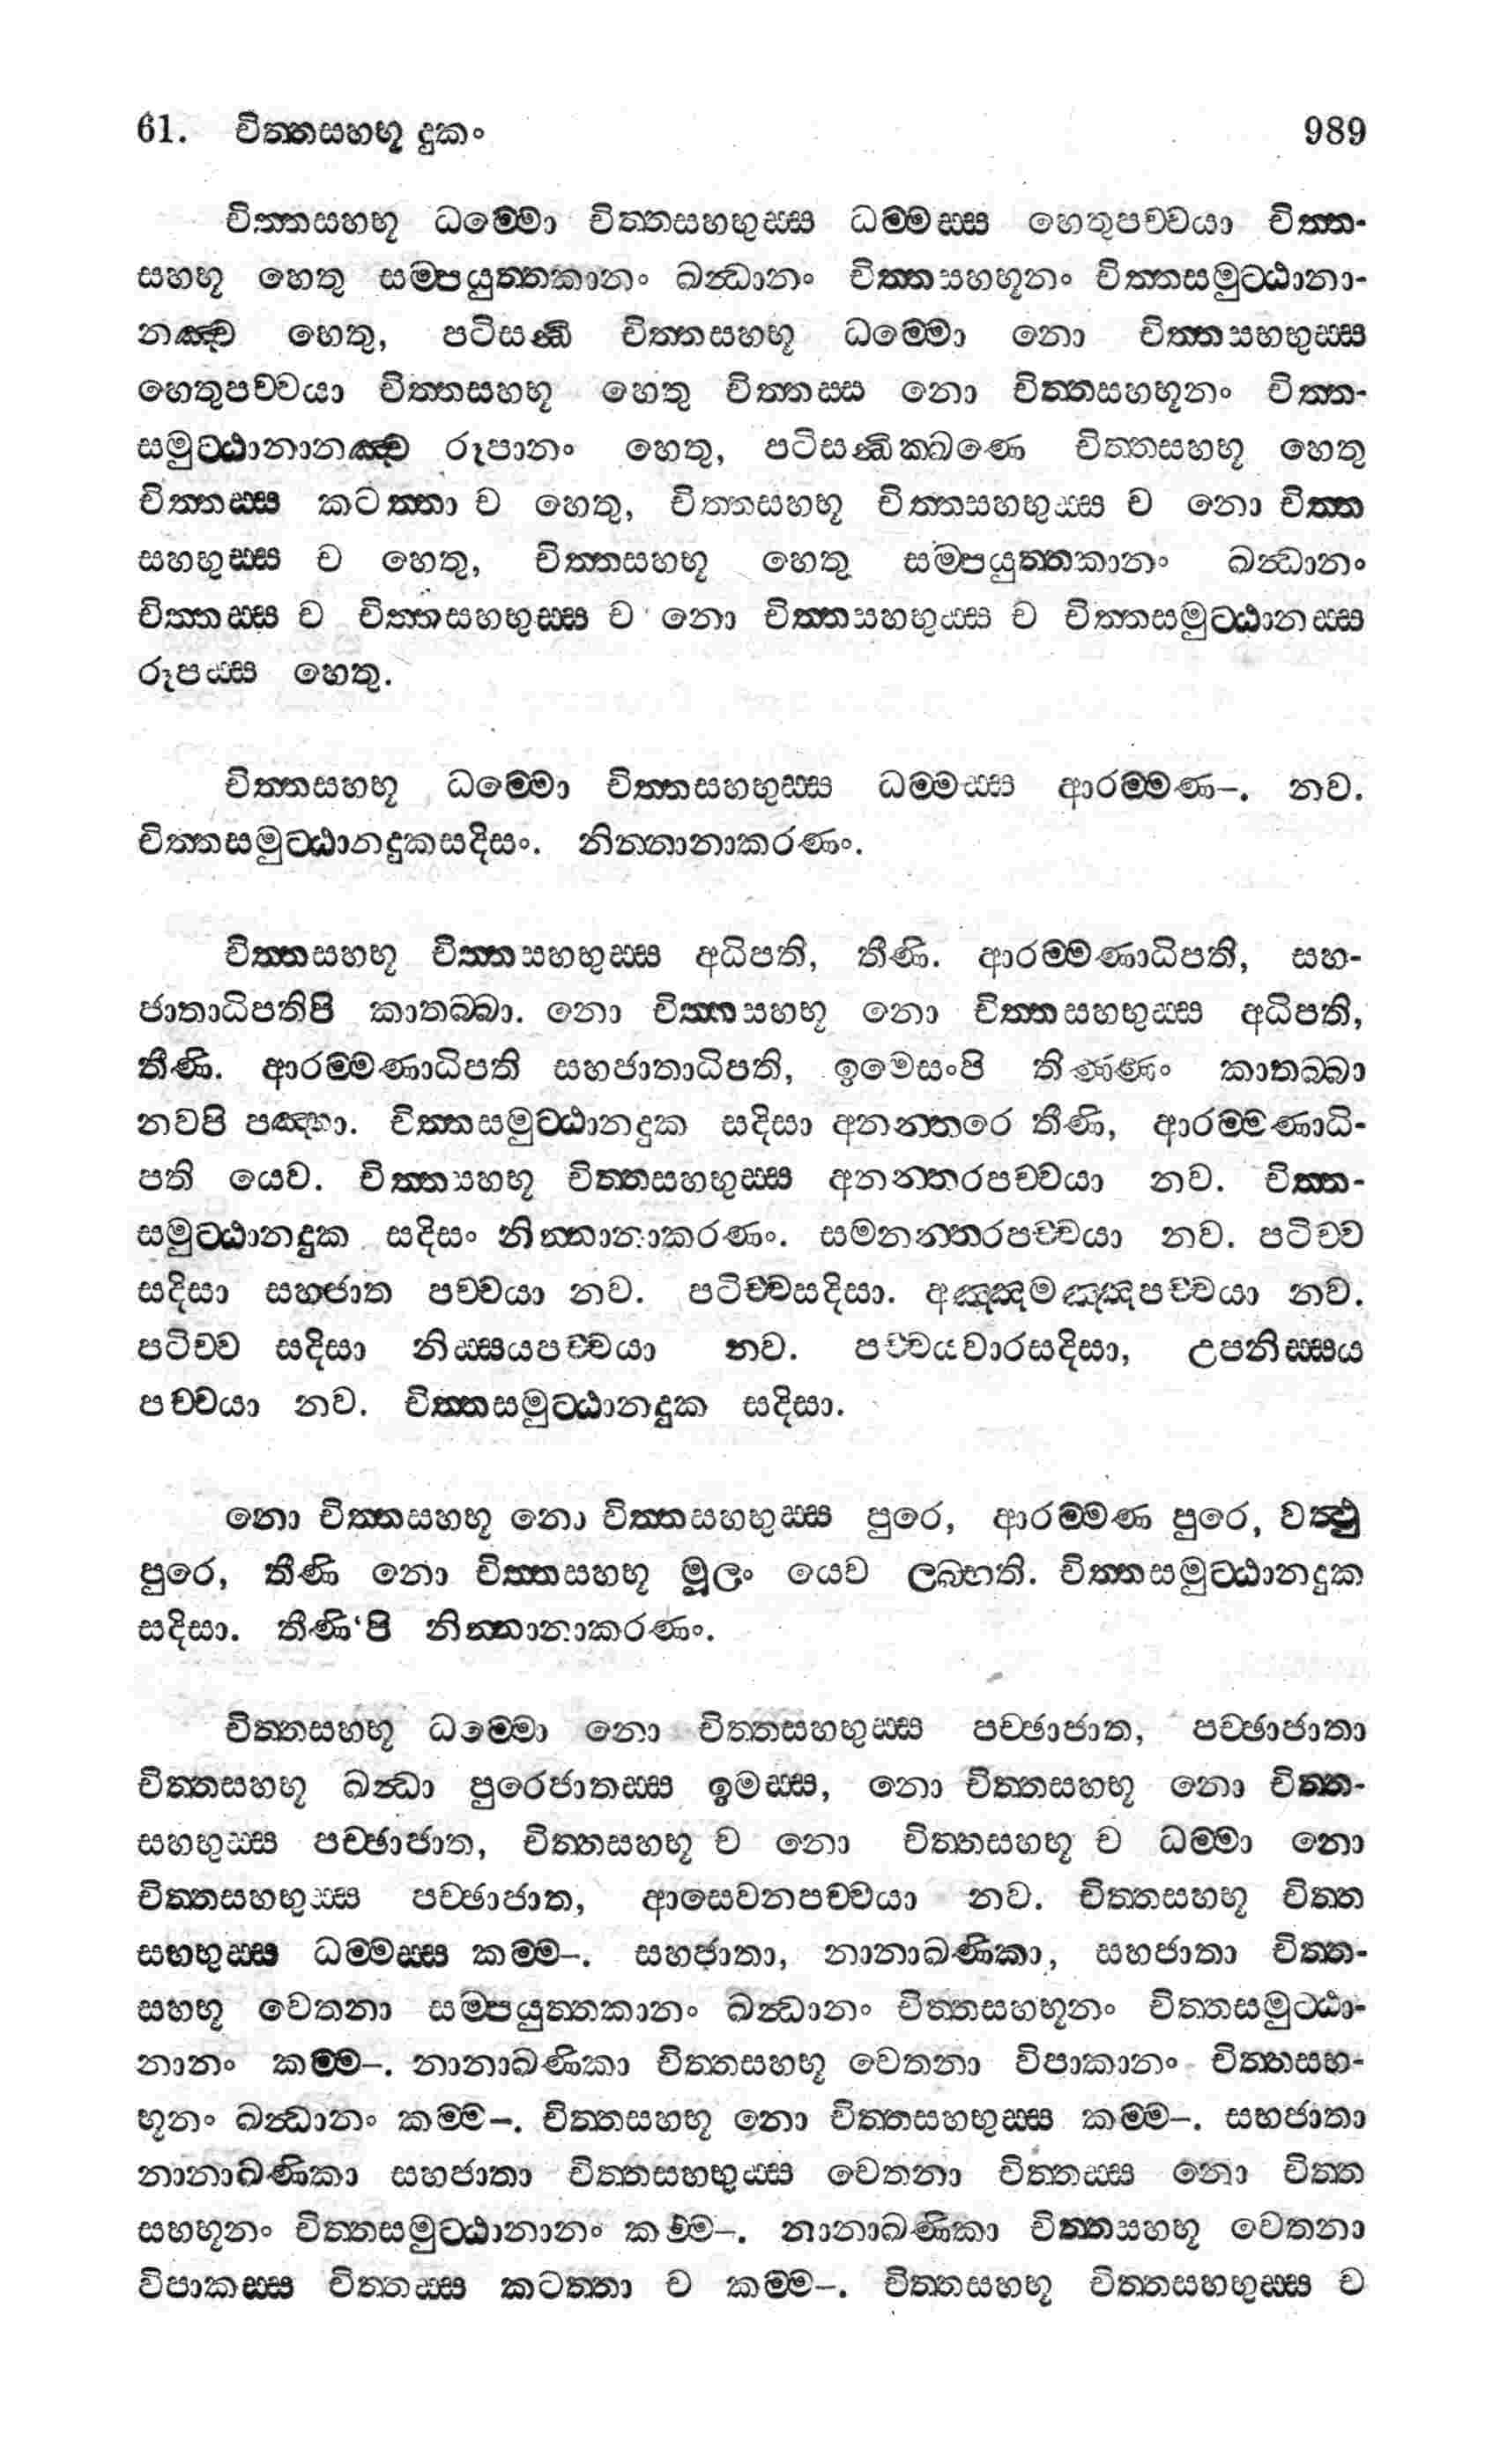 61. චිත්තසහභූ දුකං 989
චිත්තසහභූ ධම්මො චිත්තසහභුස්ස ධම්මස්ස හෙතුපච්චයා චිත්ත-
සහභූ හෙතු සම්පයුත්තකානං ඛන්ධානං චිත්තසහභූනං චිත්තසමුට්ඨානා-
නඤ්ච හෙතු, පටිසන්ධි චිත්තසහභූ ධම්මො නො චිත්තසහභුස්ස
හෙතුපච්චයා චිත්තසහභූ හෙතු චිත්තස්ස නො චිත්තසහභූනං චිත්ත-
සමුට්ඨානානඤ්ච රූපානං හෙතු, පටිසන්ධික්ඛණෙ චිත්තසහභූ හෙතු
චිත්තස්ස කටත්තා ච හෙතු, චිත්තසහභූ චිත්තසහභුස්ස ච නො චිත්ත
සහභුස්ස ච හෙතු, චිත්තසහභූ හෙතු සම්පයුත්තකානං ඛන්ධානං
චිත්තස්ස ච චිත්තසහභුස්ස ච නො චිත්තසහභුස්ස ච චිත්තසමුට්ඨානස්ස
රූපස්ස හෙතු.
චිත්තසහභූ ධම්මො චිත්තසහභුස්ස ධම්මස්ස ආරම්මණ–. නව.
චිත්තසමුට්ඨානදුකසදිසං. නින්නානාකරණං.
චිත්තසහභූ චිත්තසහභුස්ස අධිපති, තීණි. ආරම්මණාධිපති, සහ-
ජාතාධිපතිපි කාතබ්බා. නො චිත්තසහභූ නො චිත්තසහභුස්ස අධිපති,
තීණි. ආරම්මණාධිපති සහජාතාධිපති, ඉමෙසංපි තිණ්ණං කාතබ්බා
නවපි පඤ්හා. චිත්තසමුට්ඨානදුක සදිසා අනන්තරෙ තීණි, ආරම්මණාධි-
පති යෙව. චිත්තසහභූ චිත්තසහභුස්ස අනන්තරපච්චයා නව. චිත්ත-
සමුට්ඨානදුක සදිසං නින්නානාකරණං. සමනන්තරපච්චයා නව. පටිච්ච
සදිසා සහජාත පච්චයා නව. පටිච්චසදිසා. අඤ්ඤමඤ්ඤපච්චයා නව.
පටිච්ච සදිසා නිස්සයපච්චයා නව. පච්චයවාරසදිසා, උපනිස්සය
පච්චයා නව. චිත්තසමුට්ඨානදුක සදිසා.
නො චිත්තසහභූ නො චිත්තසහභුස්ස පුරෙ, ආරම්මණ පුරෙ, වත්ථු
පුරෙ, තීණි නො චිත්තසහභූ මූලං යෙව ලබ්භති. චිත්තසමුට්ඨානදුක
සදිසා. තීණි‘පි නින්නානාකරණං.
චිත්තසහභූ ධම්මො නො චිත්තසහභුස්ස පච්ඡාජාත, පච්ඡාජාතා
චිත්තසහභූ ඛන්ධා පුරෙජාතස්ස ඉමස්ස, නො චිත්තසහභූ නො චිත්ත-
සහභුස්ස පච්ඡාජාත, චිත්තසහභූ ච නො චිත්තසහභූ ච ධම්මා නො
චිත්තසහභුස්ස පච්ඡාජාත, ආසෙවනපච්චයා නව. චිත්තසහභූ චිත්ත
සහභුස්ස ධම්මස්ස කම්ම–. සහජාතා, නානාඛණිකා, සහජාතා චිත්ත-
සහභූ චෙතනා සම්පයුත්තකානං ඛන්ධානං චිත්තසහභූනං චිත්තසමුට්ඨා-
නානං කම්ම–. නානාඛණිකා චිත්තසහභූ චෙතනා විපාකානං චිත්තසහ-
භූනං ඛන්ධානං කම්ම–. චිත්තසහභූ නො චිත්තසහභුස්ස කම්ම–. සහජාතා
නානාඛණිකා සහජාතා චිත්තසහභුස්ස චෙතනා චිත්තස්ස නො චිත්ත
සහභූනං චිත්තසමුට්ඨානානං කම්ම–. නානාඛණිකා චිත්තසහභූ චෙතනා
විපාකස්ස චිත්තස්ස කටත්තා ච කම්ම–. චිත්තසහභූ චිත්තසහභුස්ස ච